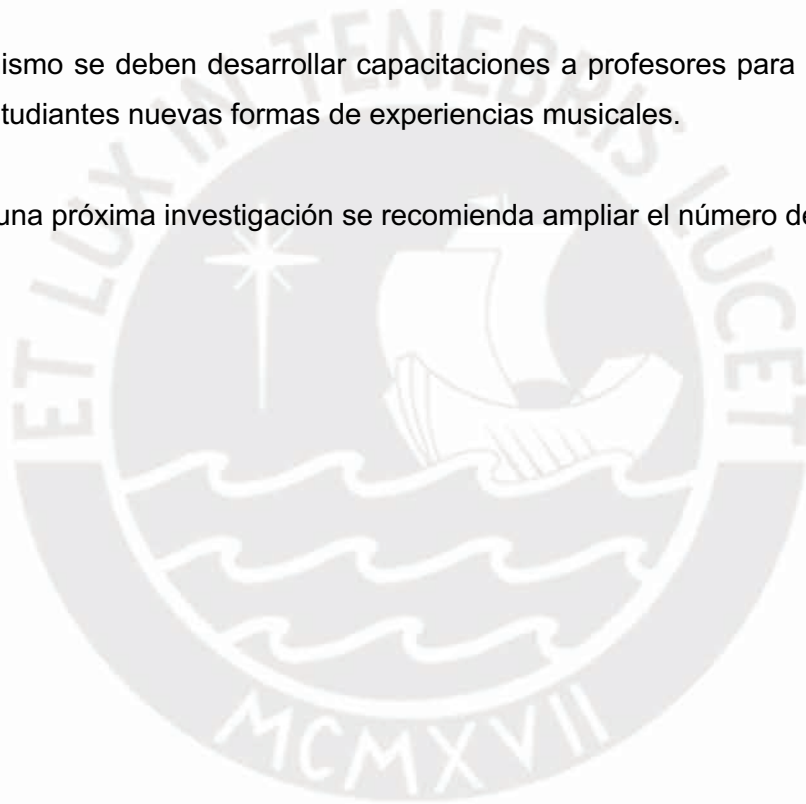 ismo se deben desarrollar capacitaciones a profesores para
tudiantes nuevas formas de experiencias musicales.
una próxima investigación se recomienda ampliar el número de
ET LUX IN TENEBRIS LUCET
MCMXVII